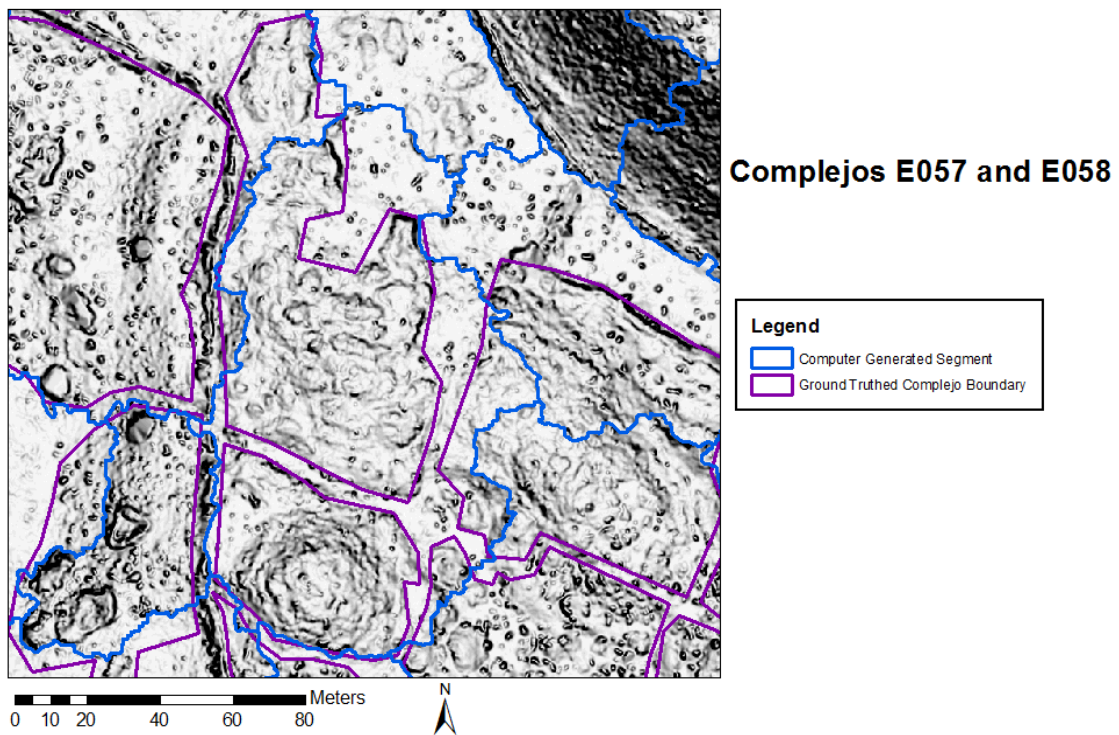 Complejos E057 and E058
Legend
Computer Generated Segment
Ground Truthed Complejo Boundary
Meters
0 10 20 40 60 80
N